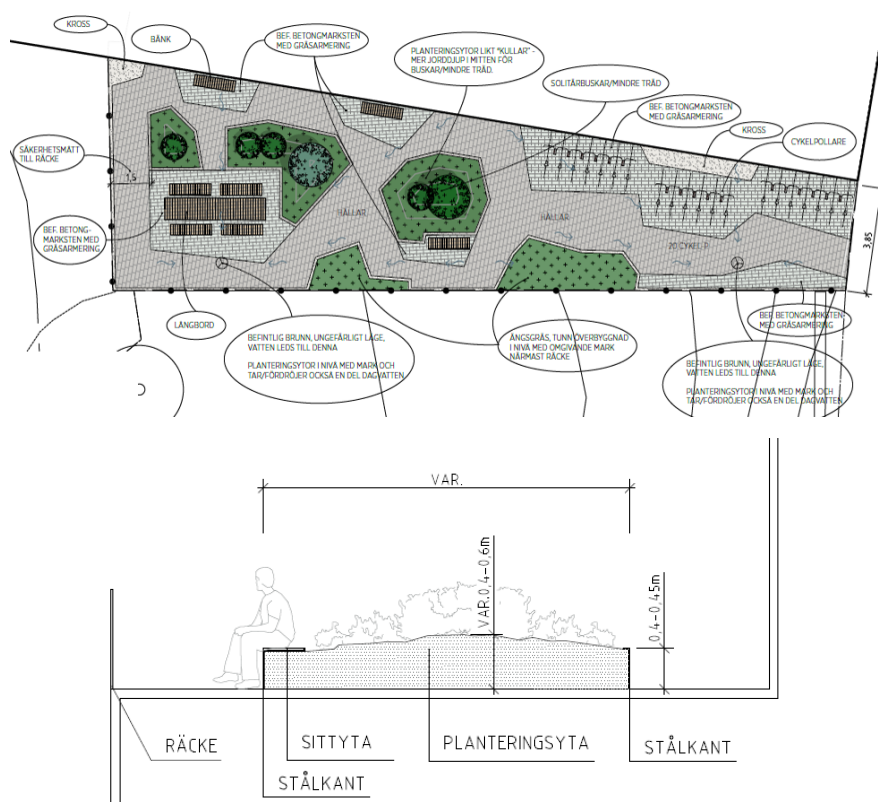 KROSS
BÄNK
BEF. BETONGMARKSTEN
MED GRÄSARMERING
PLANTERINGSYTOR LIKT "KULLAR" -
MER JORDDJUP I MITTEN FÖR
BUSKAR/MINDRE TRÄD.
SOLITÄRBUSKAR/MINDRE TRÄD
BEF. BETONGMARKSTEN
MED GRÄSARMERING
KROSS
CYKELPOLLARE
SÄKERHETSMÅTT
TILL RÄCKE
1,5
HÄLLAR
HÄLLAR
BEF. BETONG-
MARKSTEN MED
GRÄSARMERING
20 CYKEL-P
3,85
LÅNGBORD
BEFINTLIG BRUNN, UNGEFÄRLIGT LÄGE,
VATTEN LEDS TILL DENNA
PLANTERINGSYTOR I NIVÅ MED MARK OCH
TAR/FÖRDRÖJER OCKSÅ EN DEL DAGVATTEN
ÄNGSGRÄS, TUNN ÖVERBYGGNAD
I NIVÅ MED OMGIVANDE MARK
NÄRMAST RÄCKE
BEF. BETONGMARKSTEN
MED GRÄSARMERING
BEFINTLIG BRUNN, UNGEFÄRLIGT LÄGE,
VATTEN LEDS TILL DENNA
PLANTERINGSYTOR I NIVÅ MED MARK OCH
TAR/FÖRDRÖJER OCKSÅ EN DEL DAGVATTEN
VAR.
VAR.0,4-0,6m
0,4-0,45m
RÄCKE
SITTYTA
PLANTERINGSYTA
STÅLKANT
STÅLKANT